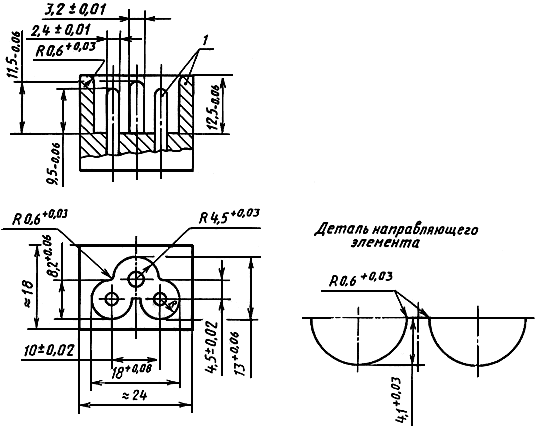 3,2±0,01
2,4±0,01
R0,6+0,03
1
11,5-0,06
9,5-0,06
12,5-0,06
R0,6+0,03
R4,5+0,03
8,2+0,06
≈18
10±0,02
18+0,08
≈24
4,5±0,02
13+0,06
R
Деталь направляющего
элемента
R0,6+0,03
4,1+0,03